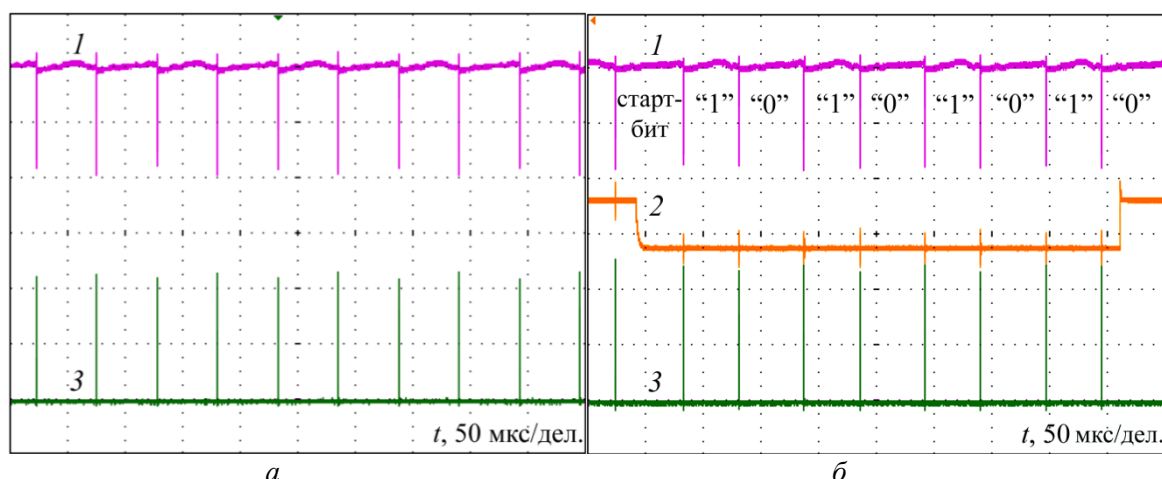 1
3
t, 50 мкс/дел.
а
1
старт-
бит
“1” “0” “1” “0” “1” “0” “1” “0”
2
3
t, 50 мкс/дел.
б